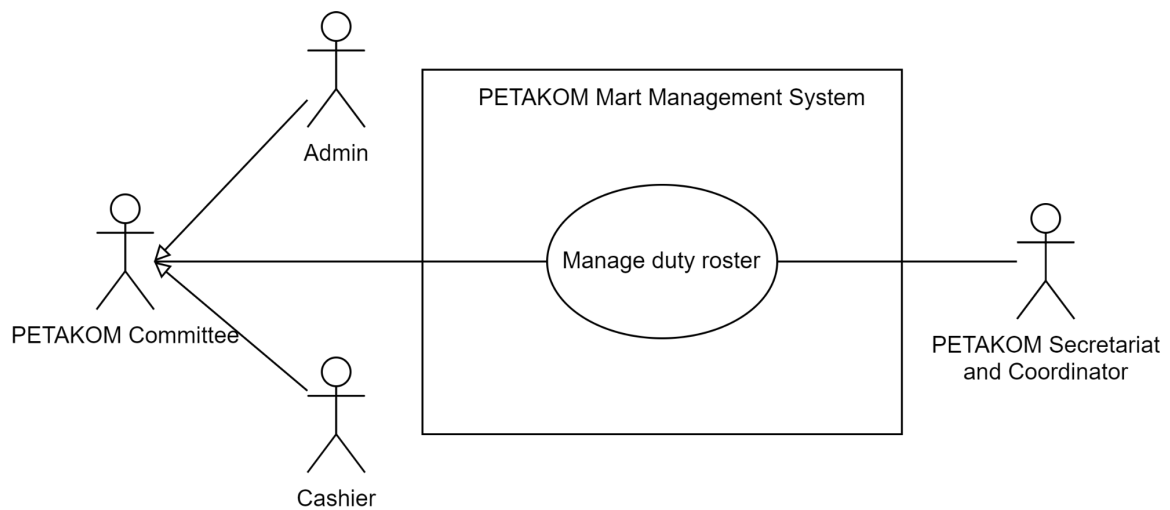 PETAKOM Mart Management System
Admin
Manage duty roster
PETAKOM Committee
PETAKOM Secretariat
and Coordinator
Cashier